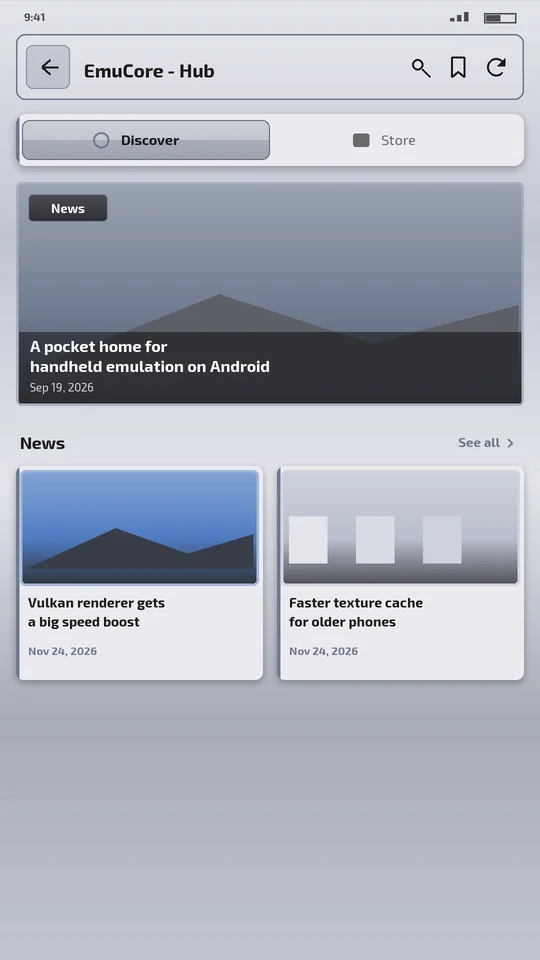 9:41
EmuCore - Hub
Discover
Store
News
A pocket home for
handheld emulation on Android
Sep 19, 2026
News
See all
Vulkan renderer gets
a big speed boost
Nov 24, 2026
Faster texture cache
for older phones
Nov 24, 2026